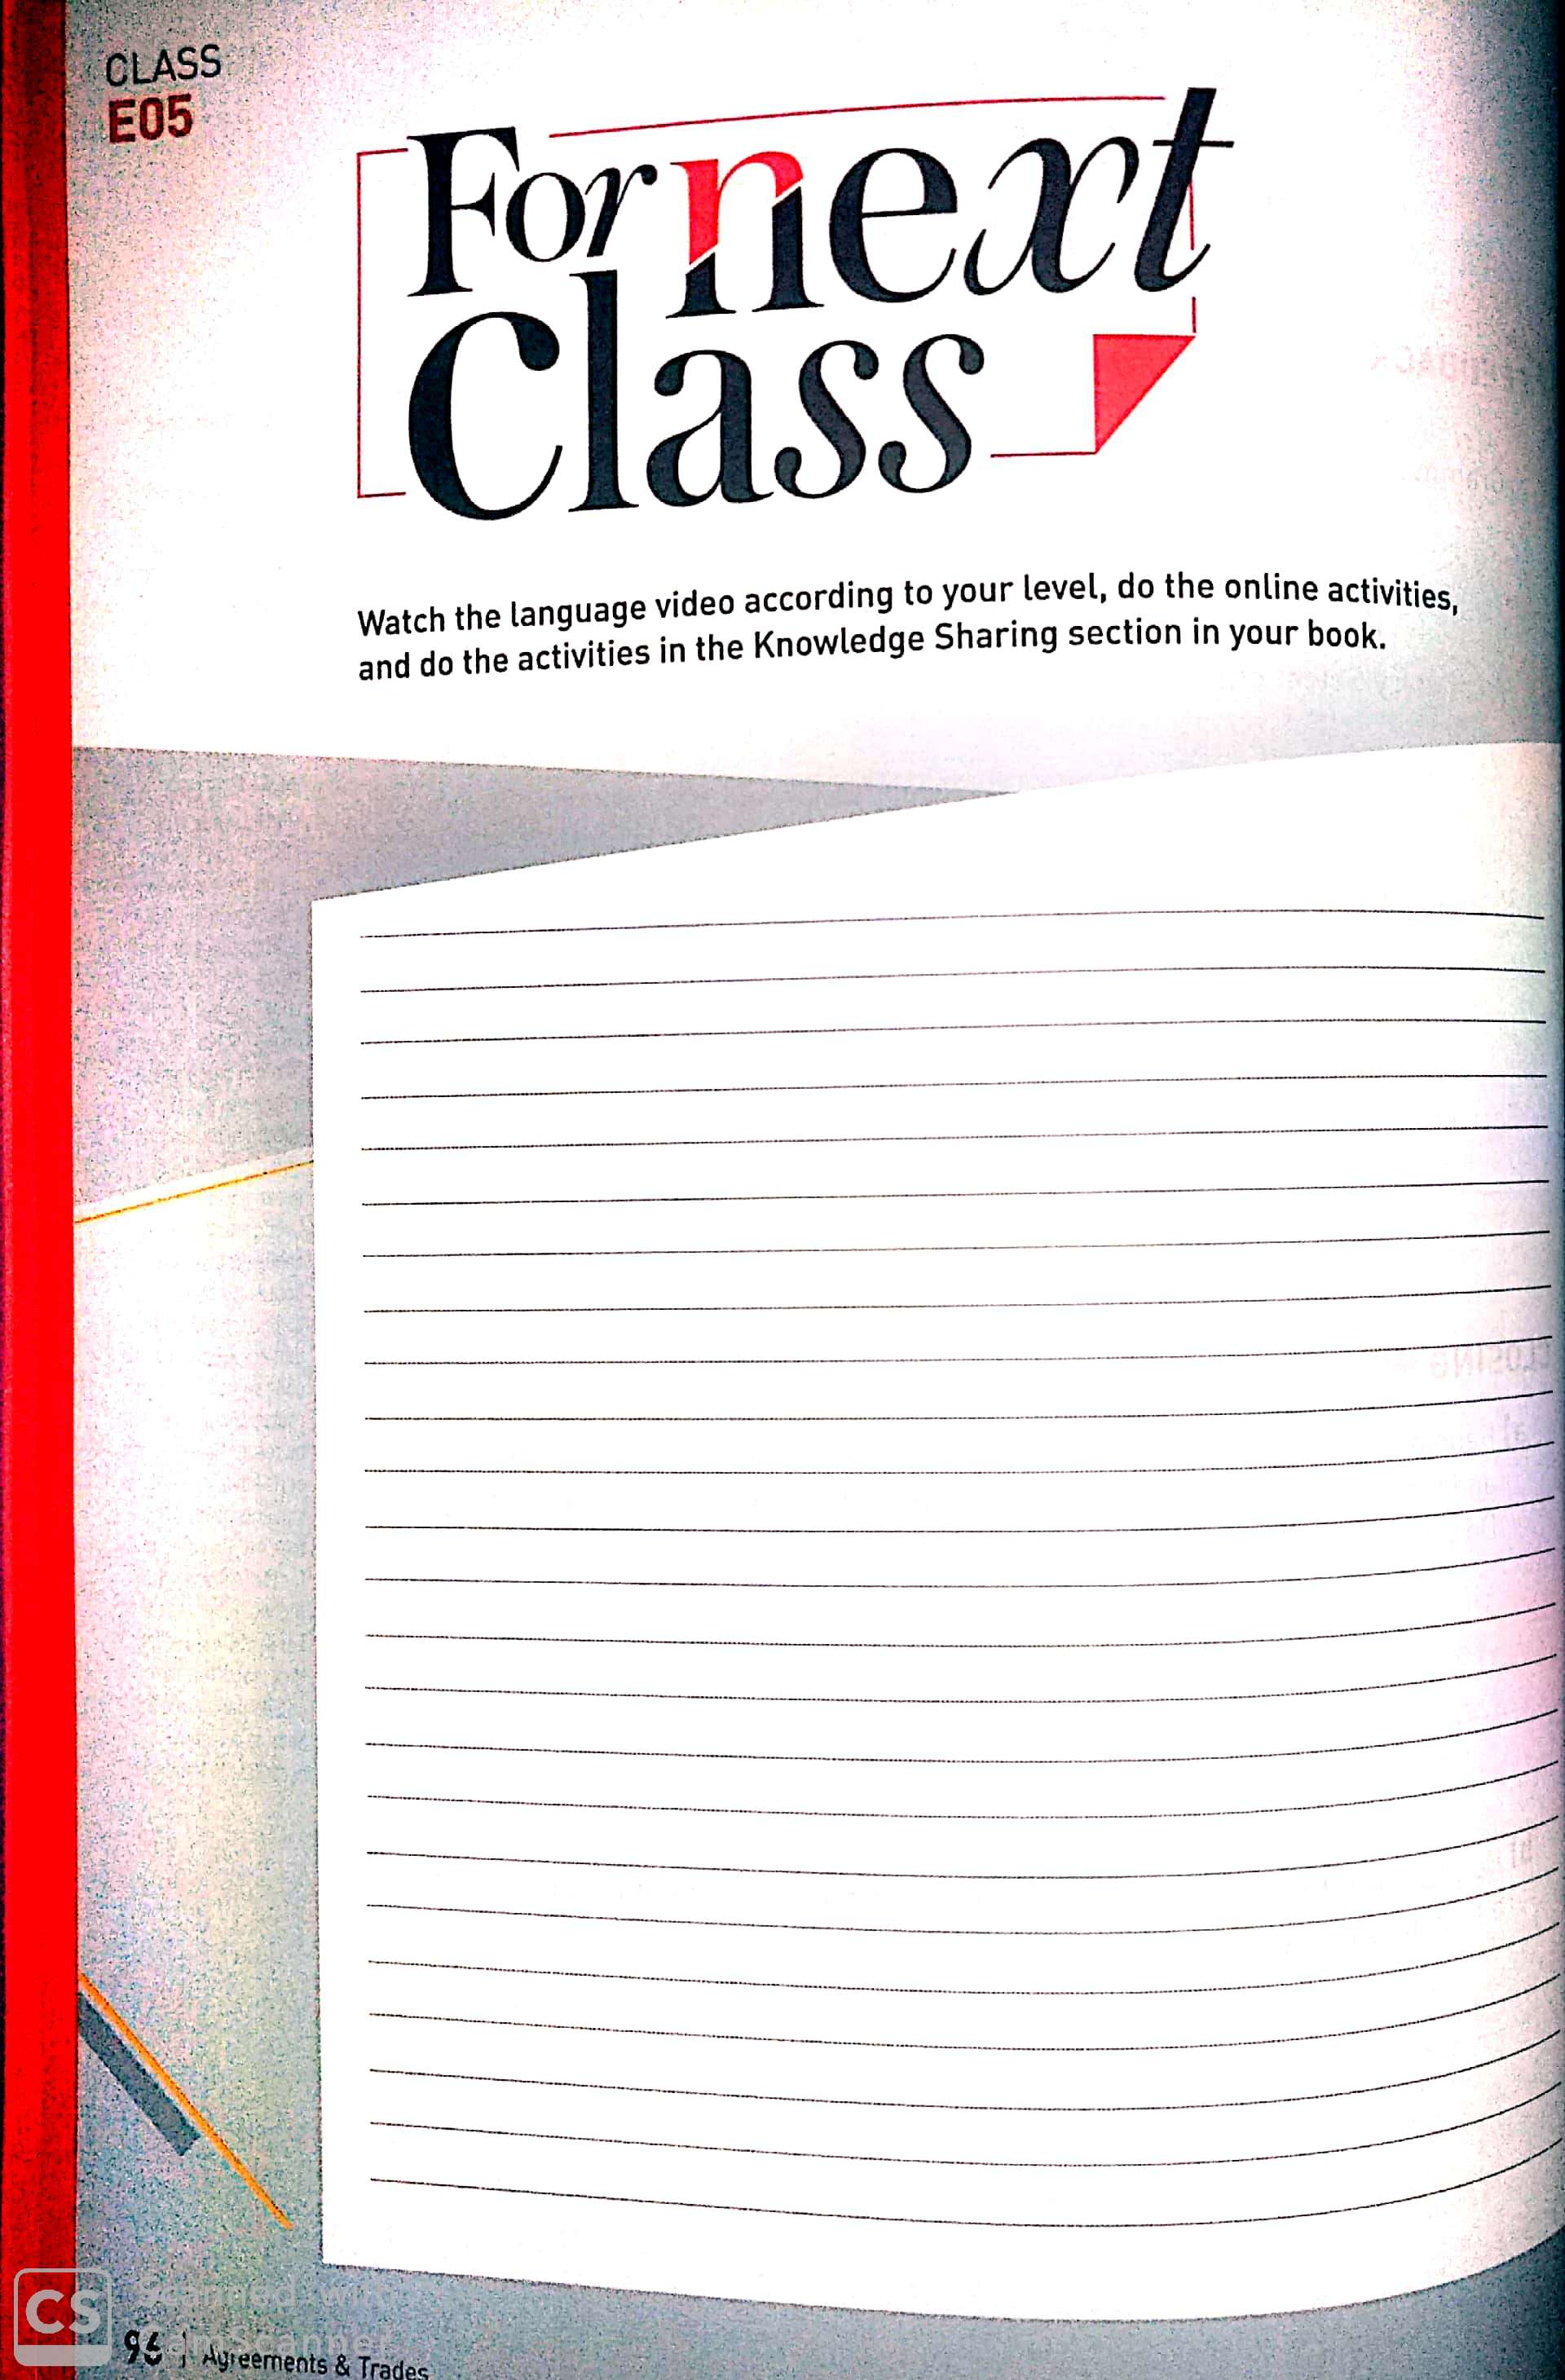 CLASS
E05
For next
Class
Watch the language video according to your level, do the online activities,
and do the activities in the Knowledge Sharing section in your book.
CS
Scanned with
CamScanner
96 | Agreements & Trades